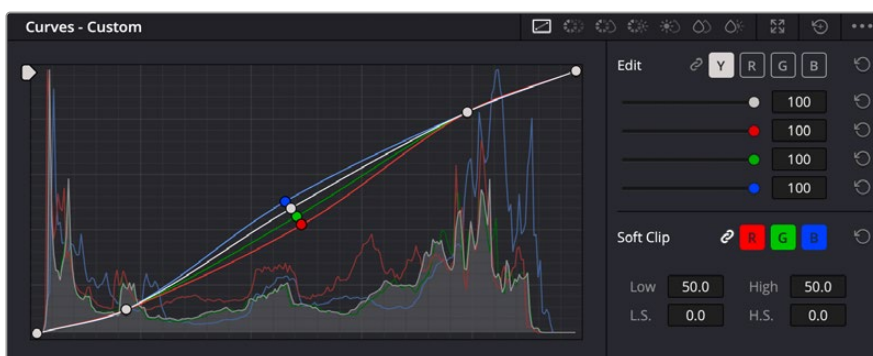 Curves - Custom
Edit Y R G B
100
100
100
100
Soft Clip R G B
Low 50.0 High 50.0
L.S. 0.0 H.S. 0.0